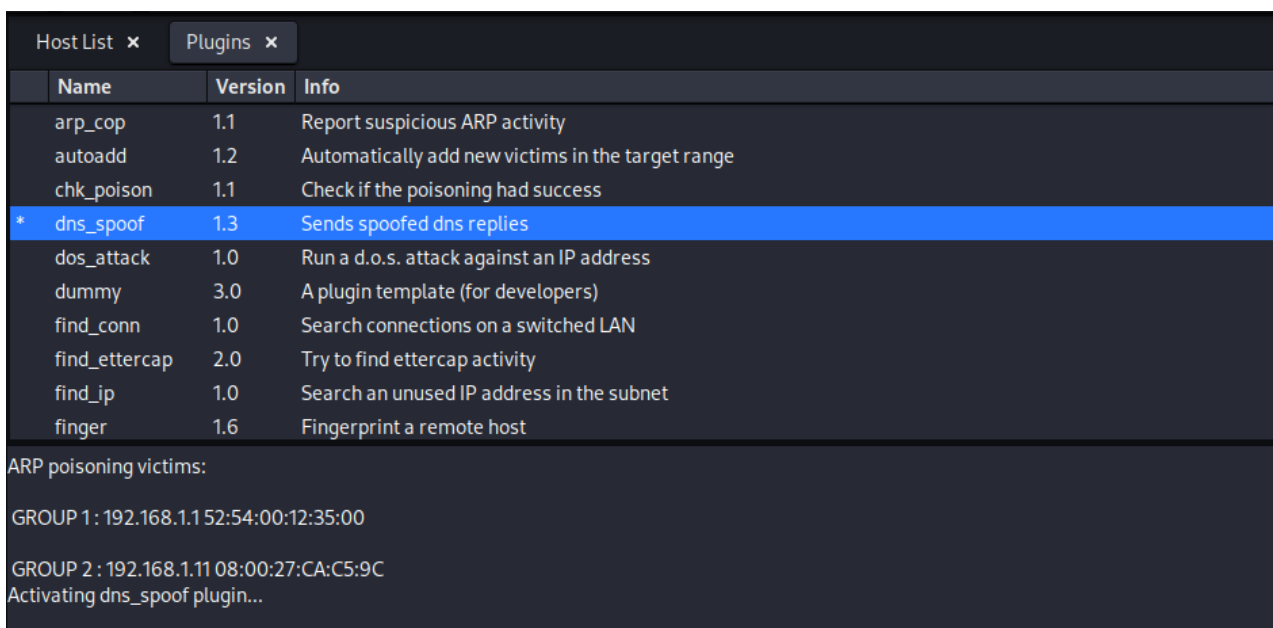 Host List × Plugins ×
Name Version Info
arp_cop 1.1 Report suspicious ARP activity
autoadd 1.2 Automatically add new victims in the target range
chk_poison 1.1 Check if the poisoning had success
* dns_spoof 1.3 Sends spoofed dns replies
dos_attack 1.0 Run a d.o.s. attack against an IP address
dummy 3.0 A plugin template (for developers)
find_conn 1.0 Search connections on a switched LAN
find_ettercap 2.0 Try to find ettercap activity
find_ip 1.0 Search an unused IP address in the subnet
finger 1.6 Fingerprint a remote host
ARP poisoning victims:
GROUP 1 : 192.168.1.1 52:54:00:12:35:00
GROUP 2 : 192.168.1.11 08:00:27:CA:C5:9C
Activating dns_spoof plugin...